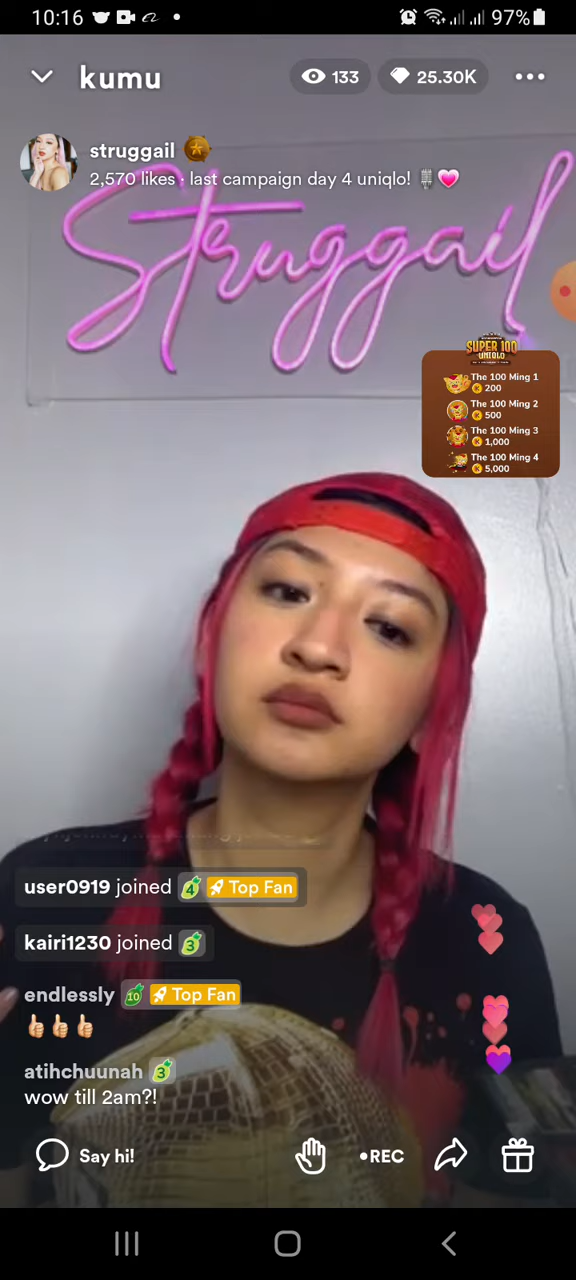 10:16
97%
kumu
133
25.30K
struggail
2,570 likes · last campaign day 4 uniqlo! 🎙️💗
Struggail
SUPER 100
UNIQLO
The 100 Ming 1
200
The 100 Ming 2
500
The 100 Ming 3
1,000
The 100 Ming 4
5,000
user0919 joined 4 Top Fan
kairi1230 joined 3
endlessly 10 Top Fan
👍🏼👍🏼👍🏼
atihchuunah 3
wow till 2am?!
Say hi!
•REC